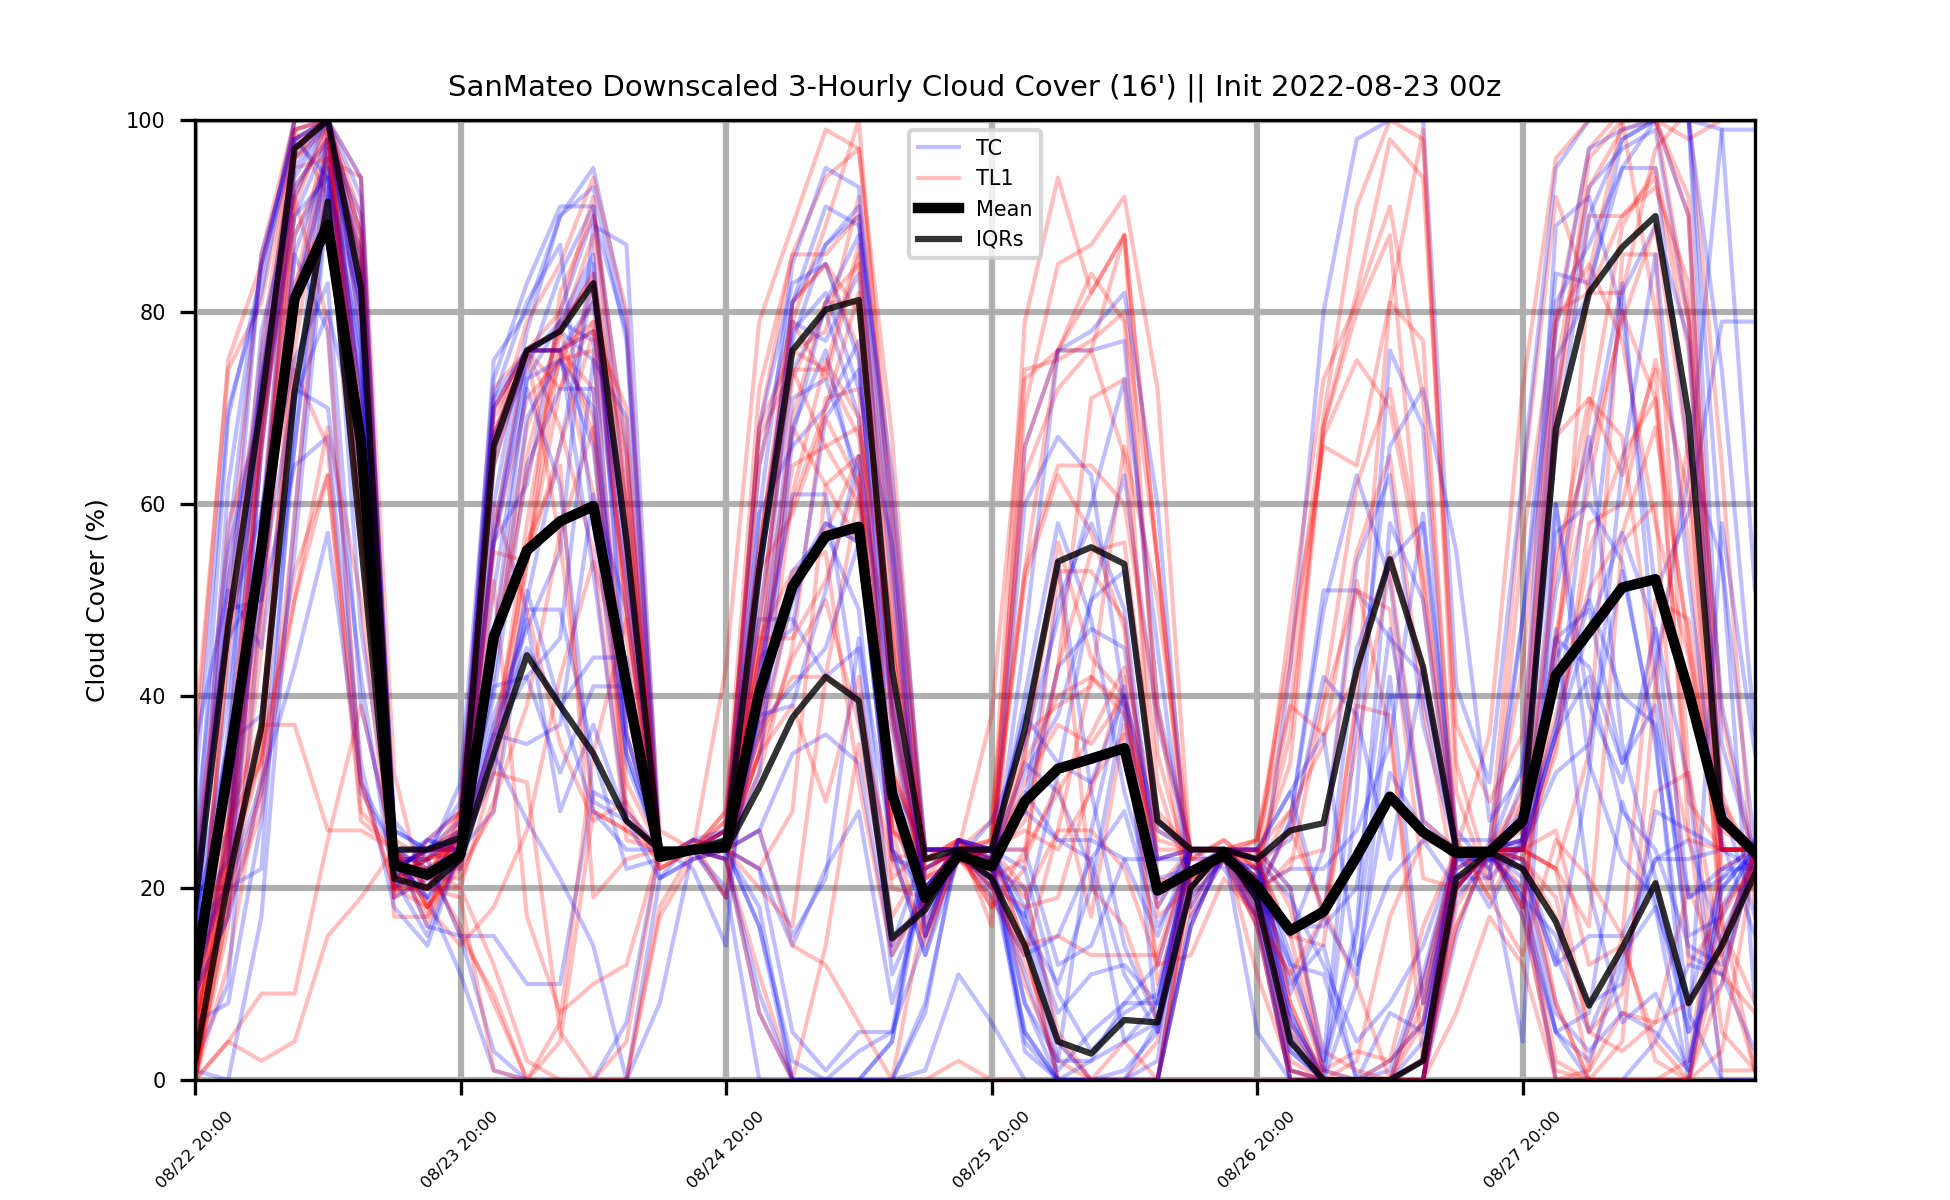 SanMateo Downscaled 3-Hourly Cloud Cover (16') || Init 2022-08-23 00z
Cloud Cover (%)
100
80
60
40
20
0
TC
TL1
Mean
IQRs
08/22 20:00
08/23 20:00
08/24 20:00
08/25 20:00
08/26 20:00
08/27 20:00